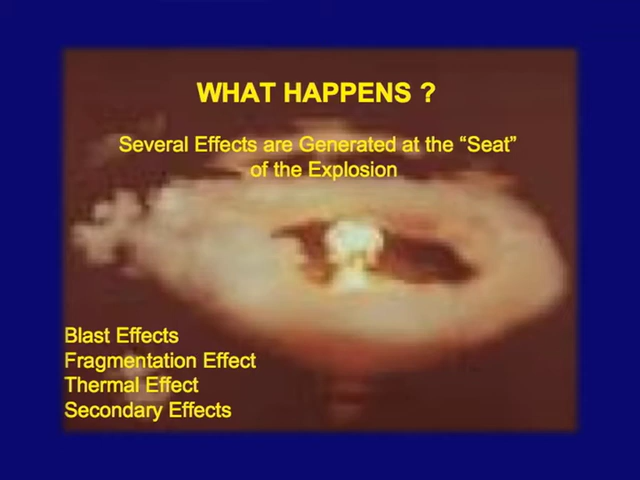 WHAT HAPPENS ?
Several Effects are Generated at the “Seat”
of the Explosion
Blast Effects
Fragmentation Effect
Thermal Effect
Secondary Effects